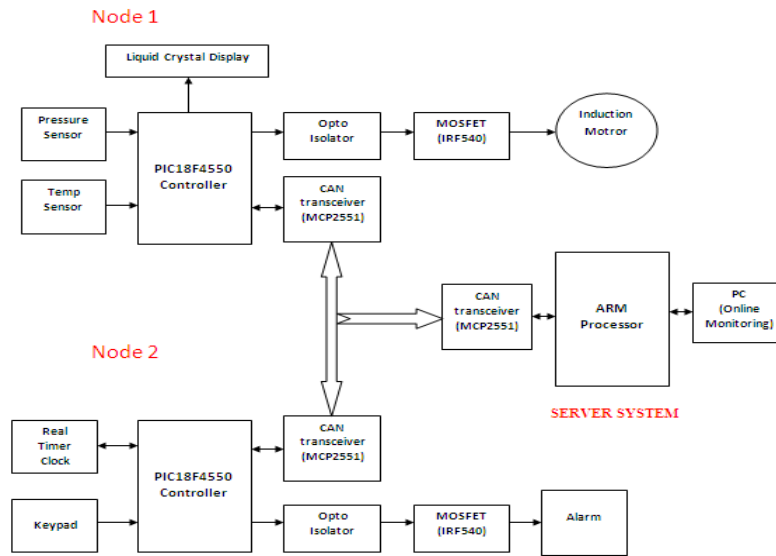 Node 1
Liquid Crystal Display
Pressure
Sensor
Temp
Sensor
PIC18F4550
Controller
Opto
Isolator
MOSFET
(IRF540)
Induction
Motror
CAN
transceiver
(MCP2551)
CAN
transceiver
(MCP2551)
ARM
Processor
PC
(Online
Monitoring)
SERVER SYSTEM
Node 2
Real
Timer
Clock
Keypad
PIC18F4550
Controller
CAN
transceiver
(MCP2551)
Opto
Isolator
MOSFET
(IRF540)
Alarm